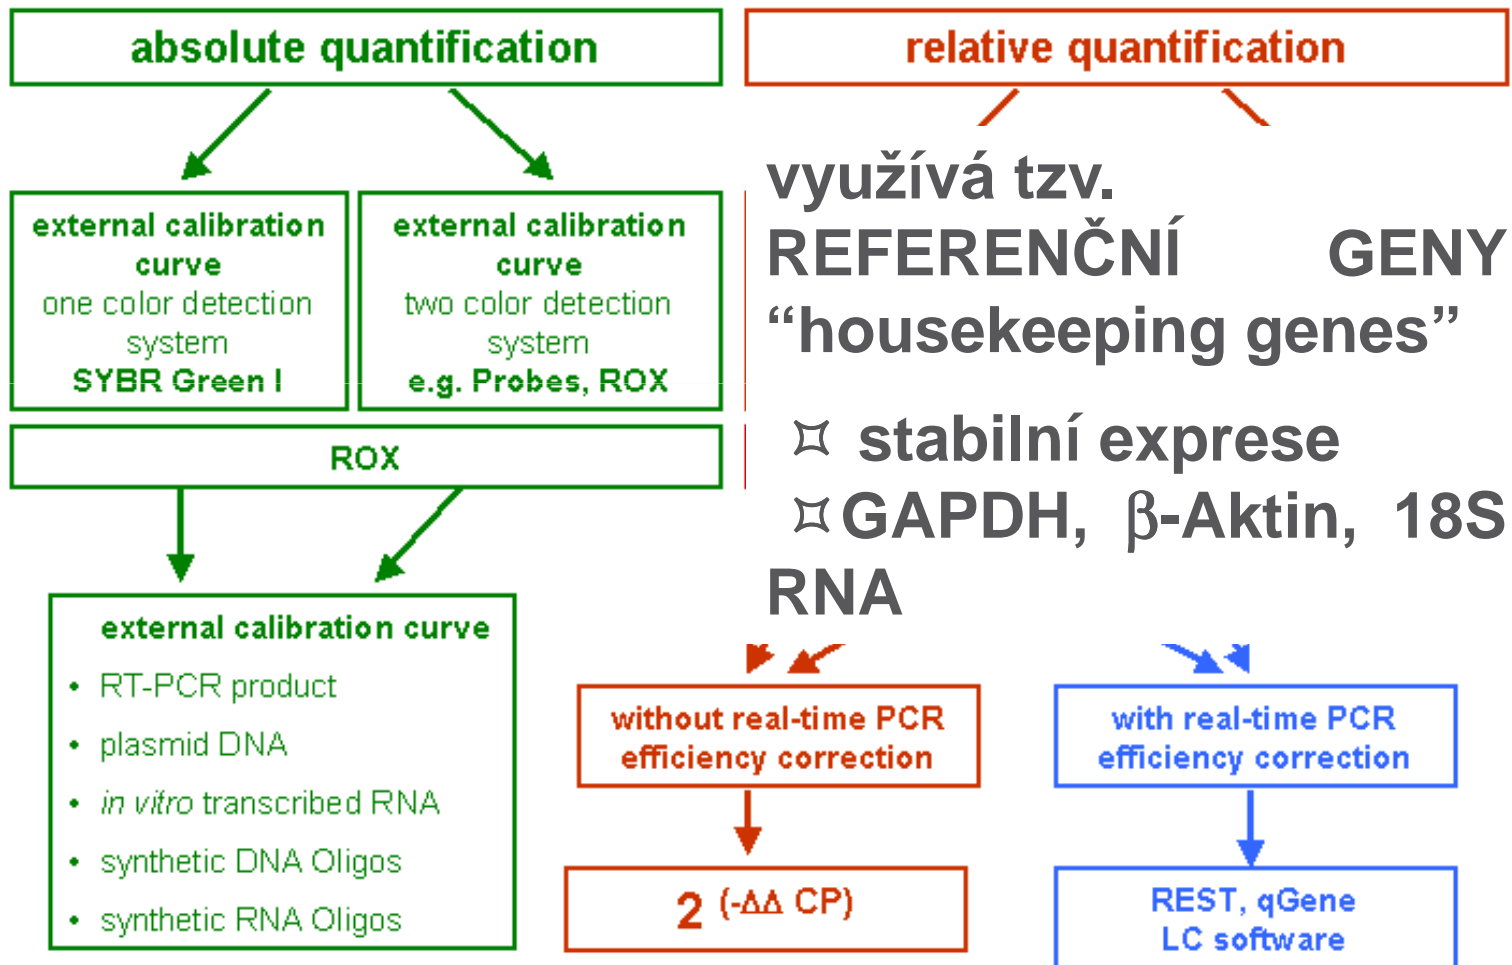 absolute quantification
relative quantification
external calibration
curve
one color detection
system
SYBR Green I
external calibration
curve
two color detection
system
e.g. Probes, ROX
ROX
využívá tzv.
REFERENČNÍ GENY
“housekeeping genes”
¤ stabilní exprese
¤ GAPDH, β-Aktin, 18S
RNA
external calibration curve
• RT-PCR product
• plasmid DNA
• in vitro transcribed RNA
• synthetic DNA Oligos
• synthetic RNA Oligos
without real-time PCR
efficiency correction
2 (-ΔΔ CP)
with real-time PCR
efficiency correction
REST, qGene
LC software